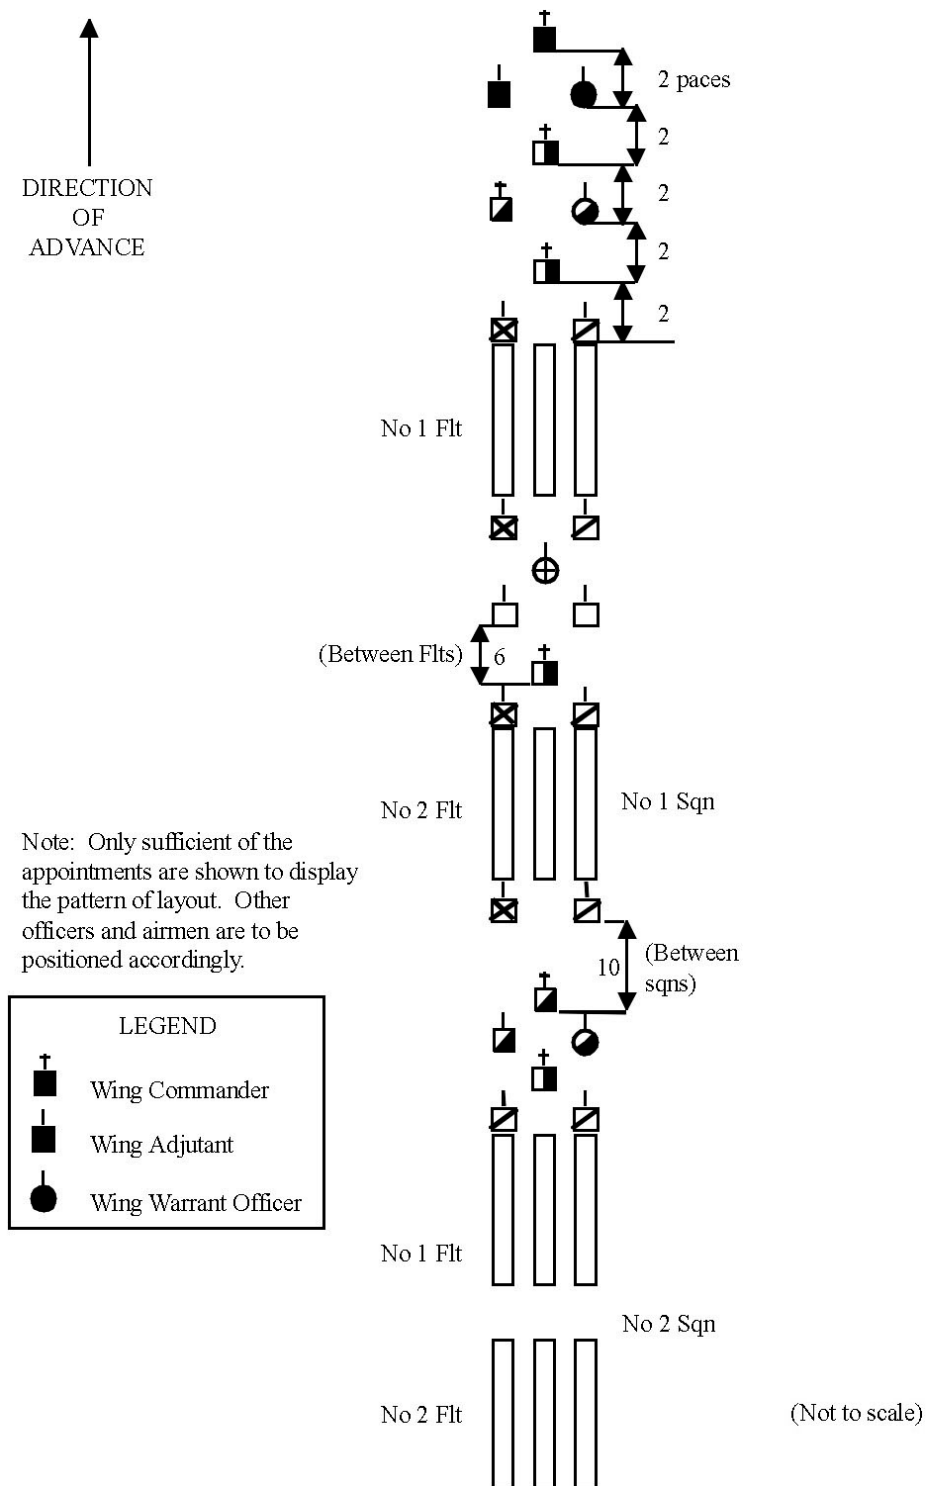 2 paces
2
DIRECTION
OF
ADVANCE
2
2
2
No 1 Flt
(Between Flts)
6
No 2 Flt
No 1 Sqn
Note: Only sufficient of the
appointments are shown to display
the pattern of layout. Other
officers and airmen are to be
positioned accordingly.
10
(Between
sqns)
LEGEND
Wing Commander
Wing Adjutant
Wing Warrant Officer
No 1 Flt
No 2 Sqn
No 2 Flt
(Not to scale)